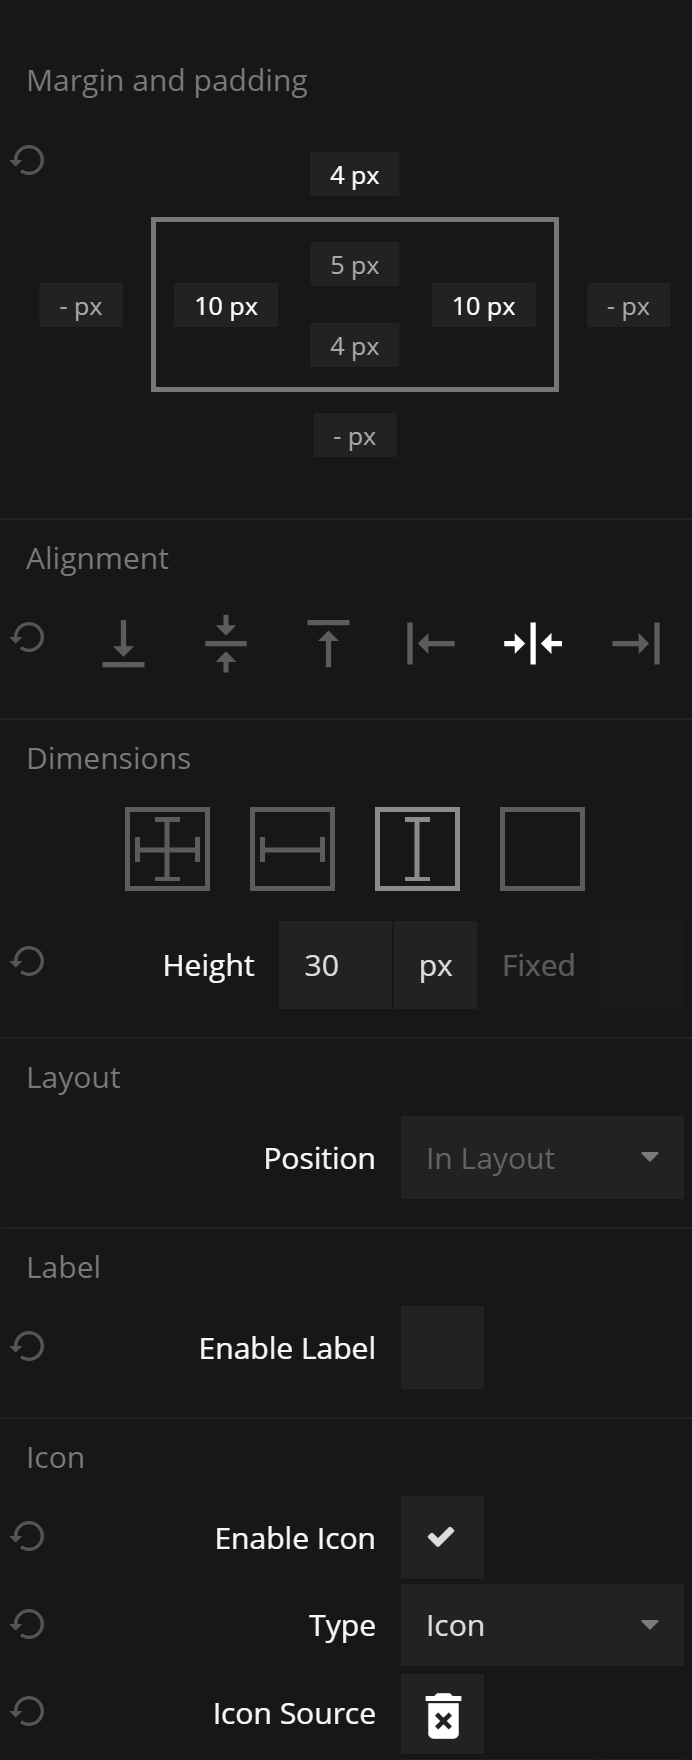 Margin and padding
4 px
5 px
- px
10 px
10 px
- px
4 px
- px
Alignment
Dimensions
Height 30 px Fixed
Layout
Position In Layout
Label
Enable Label
Icon
Enable Icon
Type Icon
Icon Source